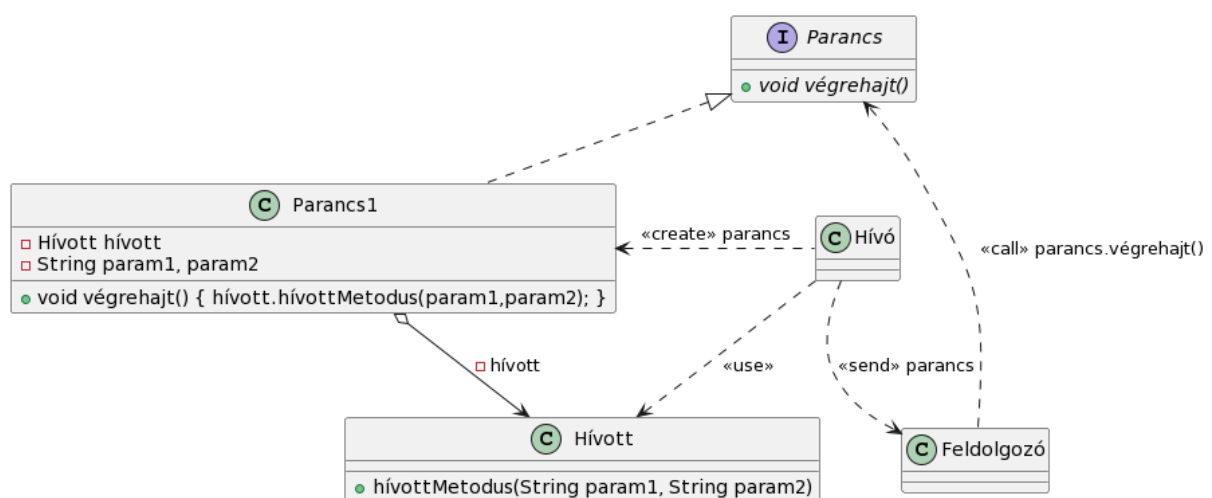 I Parancs
void végrehajt()
C Parancs1
Hívott hívott
String param1, param2
void végrehajt() { hívott.hívottMetodus(param1,param2); }
«create» parancs
C Hívó
«call» parancs.végrehajt()
hívott
«use»
«send» parancs
C Hívott
hívottMetodus(String param1, String param2)
C Feldolgozó